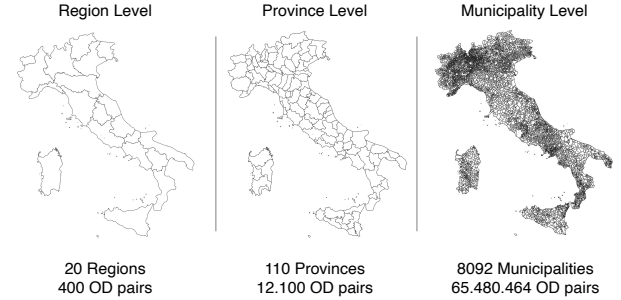 Region Level
Province Level
Municipality Level
20 Regions
400 OD pairs
110 Provinces
12.100 OD pairs
8092 Municipalities
65.480.464 OD pairs